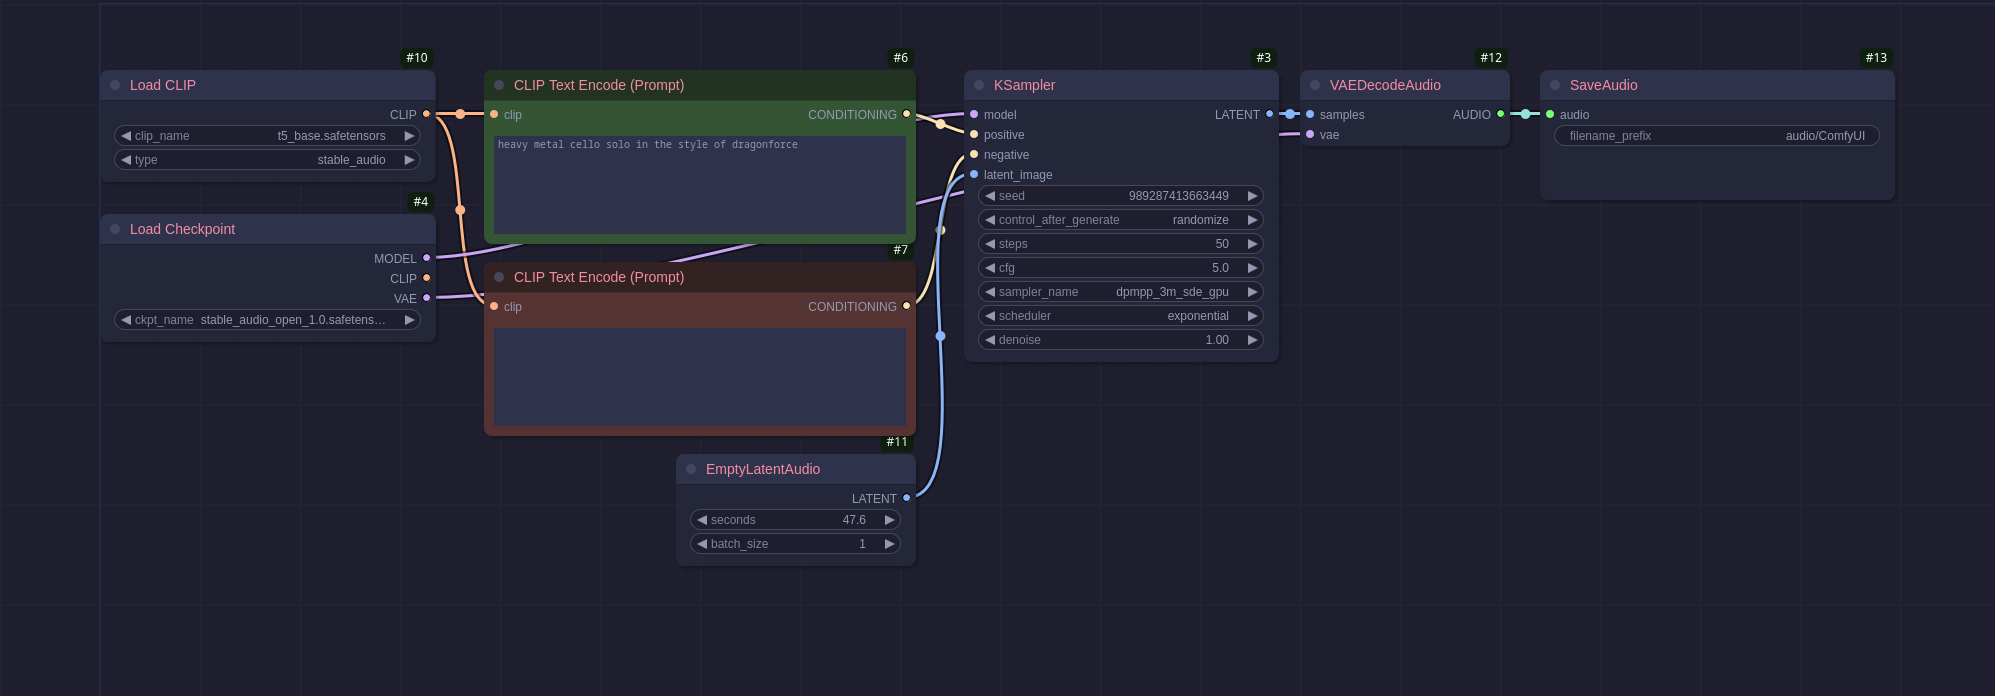 #10
Load CLIP
CLIP
clip_name t5_base.safetensors
type stable_audio
#4
Load Checkpoint
MODEL
CLIP
VAE
ckpt_name stable_audio_open_1.0.safetens...
#6
CLIP Text Encode (Prompt)
clip CONDITIONING
heavy metal cello solo in the style of dragonforce
#7
CLIP Text Encode (Prompt)
clip CONDITIONING
#11
EmptyLatentAudio
LATENT
seconds 47.6
batch_size 1
#3
KSampler
model LATENT
positive
negative
latent_image
seed 989287413663449
control_after_generate randomize
steps 50
cfg 5.0
sampler_name dpmpp_3m_sde_gpu
scheduler exponential
denoise 1.00
#12
VAEDecodeAudio
samples AUDIO
vae
#13
SaveAudio
audio
filename_prefix audio/ComfyUI